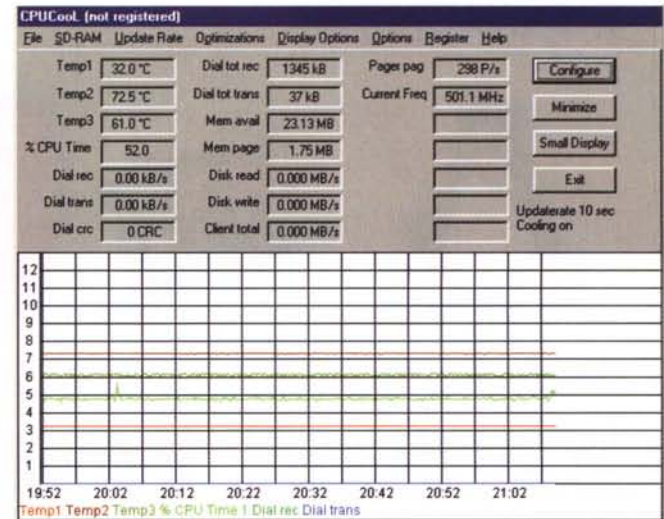 CPUCooL (not registered)
File SD-RAM Update Rate Optimizations Display Options Options Register Help
Temp1 32.0 °C Dial tot rec 1345 kB Pager pag 298 P/s Configure
Temp2 72.5 °C Dial tot trans 37 kB Current Freq 501.1 MHz Minimize
Temp3 61.0 °C Mem avail 23.13 MB
% CPU Time 52.0 Mem page 1.75 MB Small Display
Dial rec 0.00 kB/s Disk read 0.000 MB/s Exit
Dial trans 0.00 kB/s Disk write 0.000 MB/s Updaterate 10 sec
Dial crc 0 CRC Client total 0.000 MB/s Cooling on
12
11
10
9
8
7
6
5
4
3
2
1
19:52 20:02 20:12 20:22 20:32 20:42 20:52 21:02
Temp1 Temp2 Temp3 % CPU Time 1 Dial rec Dial trans